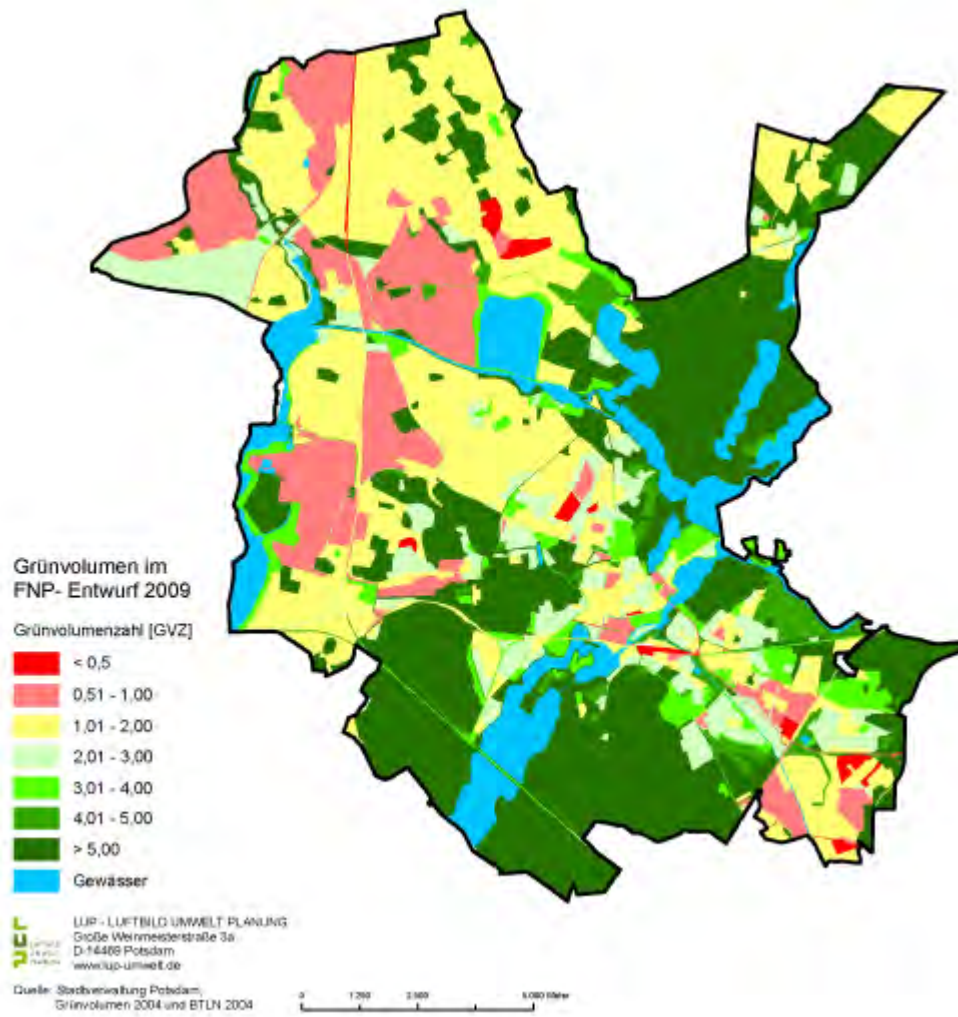 Grünvolumen im
FNP- Entwurf 2009
Grünvolumenzahl [GVZ]
< 0,5
0,51 - 1,00
1,01 - 2,00
2,01 - 3,00
3,01 - 4,00
4,01 - 5,00
> 5,00
Gewässer
LUP - LUFTBILD UMWELT PLANUNG
Große Weinmeisterstraße 3a
D-14469 Potsdam
www.lup-umwelt.de
Quelle: Stadtverwaltung Potsdam,
Grünvolumen 2004 und BTLN 2004
0 1.250 2.500 5.000 Meter